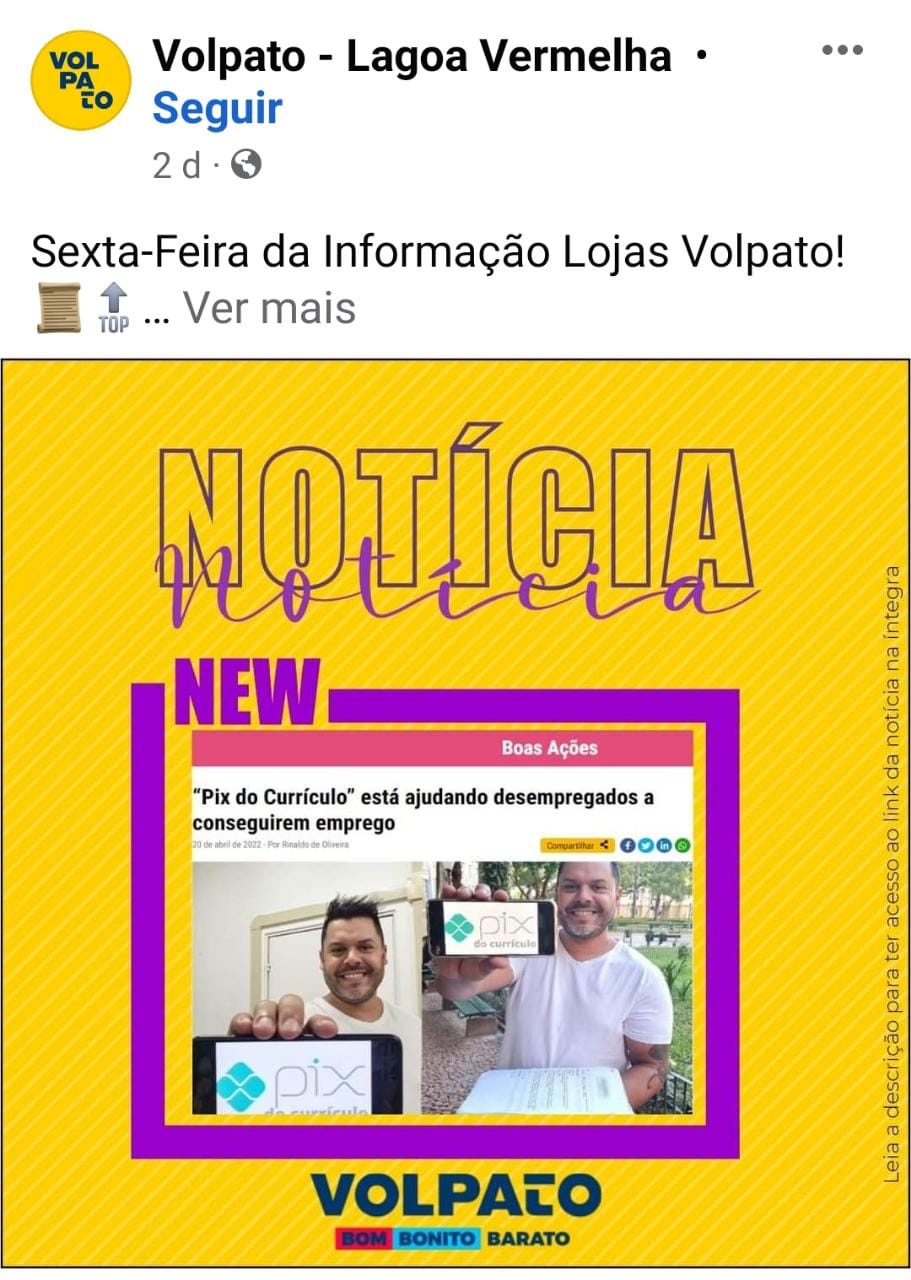 VOL
PA
TO
Volpato - Lagoa Vermelha •
Seguir
2 d ·
Sexta-Feira da Informação Lojas Volpato!
TOP ... Ver mais
NOTÍCIA
Notícia
NEW
Boas Ações
“Pix do Currículo” está ajudando desempregados a
conseguirem emprego
20 de abril de 2022 - Por Rinaldo de Oliveira
Compartilhar
pix
do currículo
pix
do currículo
Leia a descrição para ter acesso ao link da notícia na íntegra
VOLPATO
BOM BONITO BARATO